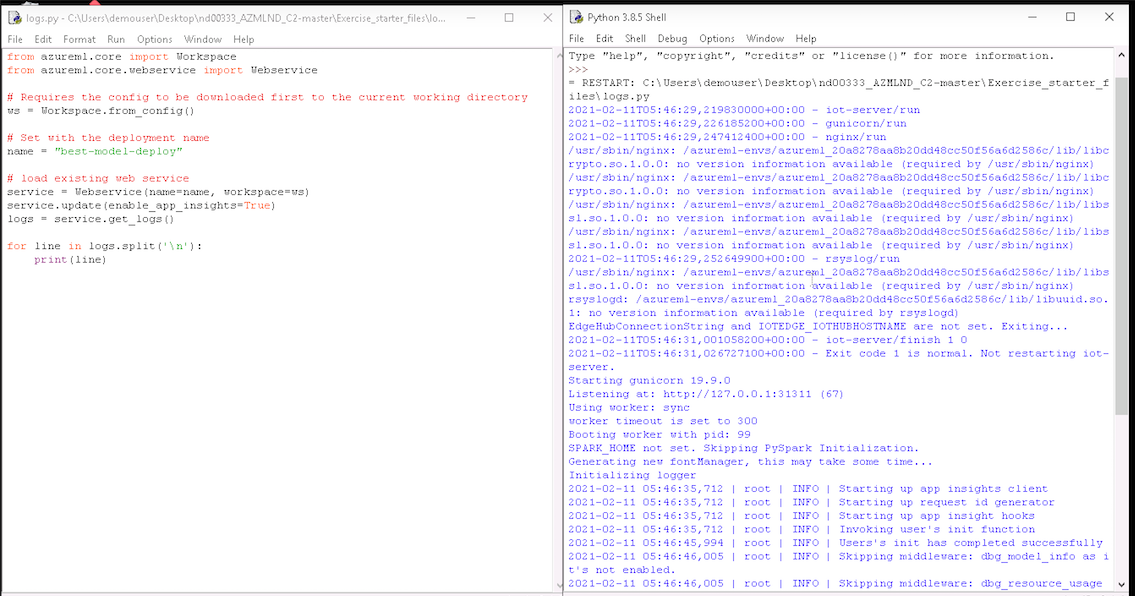 logs.py - C:\Users\demouser\Desktop\nd00333_AZMLND_C2-master\Exercise_starter_files\lo...
File Edit Format Run Options Window Help
from azureml.core import Workspace
from azureml.core.webservice import Webservice
# Requires the config to be downloaded first to the current working directory
ws = Workspace.from_config()
# Set with the deployment name
name = "best-model-deploy"
# load existing web service
service = Webservice(name=name, workspace=ws)
service.update(enable_app_insights=True)
logs = service.get_logs()
for line in logs.split('\n'):
    print(line)
Python 3.8.5 Shell
File Edit Shell Debug Options Window Help
Type "help", "copyright", "credits" or "license()" for more information.
>>>
= RESTART: C:\Users\demouser\Desktop\nd00333_AZMLND_C2-master\Exercise_starter_f
iles\logs.py
2021-02-11T05:46:29,219830000+00:00 - iot-server/run
2021-02-11T05:46:29,226185200+00:00 - gunicorn/run
2021-02-11T05:46:29,247412400+00:00 - nginx/run
/usr/sbin/nginx: /azureml-envs/azureml_20a8278aa8b20dd48cc50f56a6d2586c/lib/libc
rypto.so.1.0.0: no version information available (required by /usr/sbin/nginx)
/usr/sbin/nginx: /azureml-envs/azureml_20a8278aa8b20dd48cc50f56a6d2586c/lib/libc
rypto.so.1.0.0: no version information available (required by /usr/sbin/nginx)
/usr/sbin/nginx: /azureml-envs/azureml_20a8278aa8b20dd48cc50f56a6d2586c/lib/libs
sl.so.1.0.0: no version information available (required by /usr/sbin/nginx)
/usr/sbin/nginx: /azureml-envs/azureml_20a8278aa8b20dd48cc50f56a6d2586c/lib/libs
sl.so.1.0.0: no version information available (required by /usr/sbin/nginx)
2021-02-11T05:46:29,252649900+00:00 - rsyslog/run
/usr/sbin/nginx: /azureml-envs/azureml_20a8278aa8b20dd48cc50f56a6d2586c/lib/libs
sl.so.1.0.0: no version information available (required by /usr/sbin/nginx)
rsyslogd: /azureml-envs/azureml_20a8278aa8b20dd48cc50f56a6d2586c/lib/libuuid.so.
1: no version information available (required by rsyslogd)
EdgeHubConnectionString and IOTEDGE_IOTHUBHOSTNAME are not set. Exiting...
2021-02-11T05:46:31,001058200+00:00 - iot-server/finish 1 0
2021-02-11T05:46:31,026727100+00:00 - Exit code 1 is normal. Not restarting iot-
server.
Starting gunicorn 19.9.0
Listening at: http://127.0.0.1:31311 (67)
Using worker: sync
worker timeout is set to 300
Booting worker with pid: 99
SPARK_HOME not set. Skipping PySpark Initialization.
Generating new fontManager, this may take some time...
Initializing logger
2021-02-11 05:46:35,712 | root | INFO | Starting up app insights client
2021-02-11 05:46:35,712 | root | INFO | Starting up request id generator
2021-02-11 05:46:35,712 | root | INFO | Starting up app insight hooks
2021-02-11 05:46:35,712 | root | INFO | Invoking user's init function
2021-02-11 05:46:45,994 | root | INFO | Users's init has completed successfully
2021-02-11 05:46:46,005 | root | INFO | Skipping middleware: dbg_model_info as i
t's not enabled.
2021-02-11 05:46:46,005 | root | INFO | Skipping middleware: dbg_resource_usage